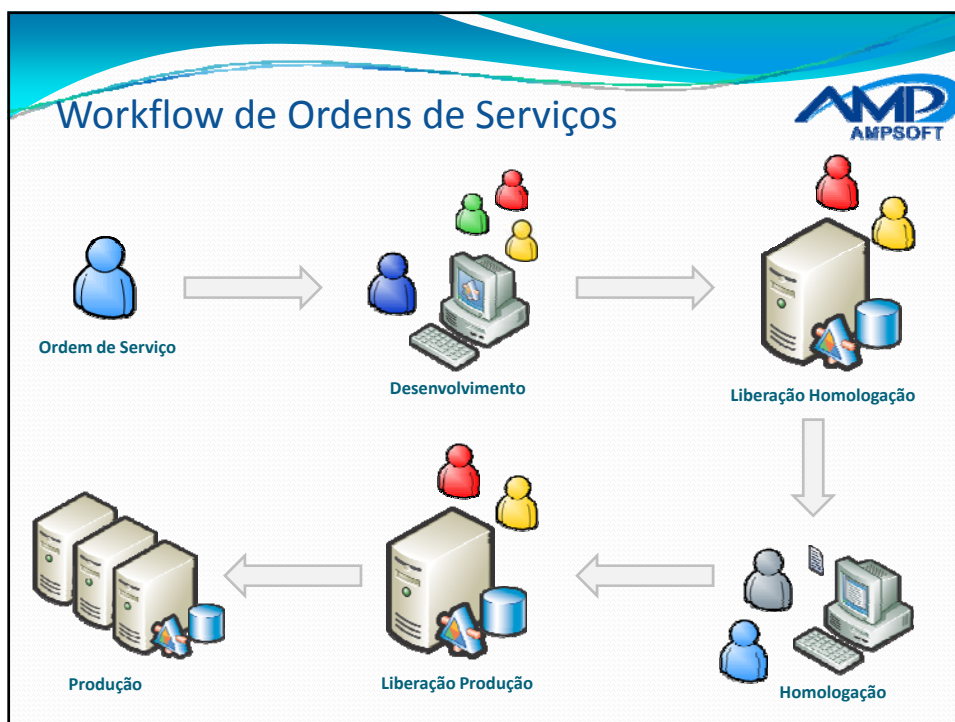 Workflow de Ordens de Serviços
AMP
AMPSOFT
Ordem de Serviço
Desenvolvimento
Liberação Homologação
Produção
Liberação Produção
Homologação